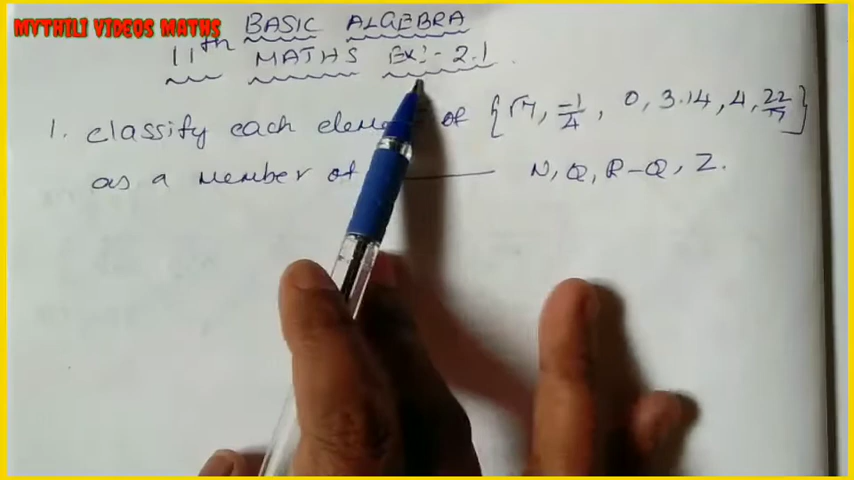 MYTHILI VIDEOS MATHS
BASIC ALGEBRA
11th MATHS EX:- 2.1
1. classify each of {√7, -1/4, 0, 3.14, 4, 22/7}
as a member of ——— N, Q, R-Q, Z.